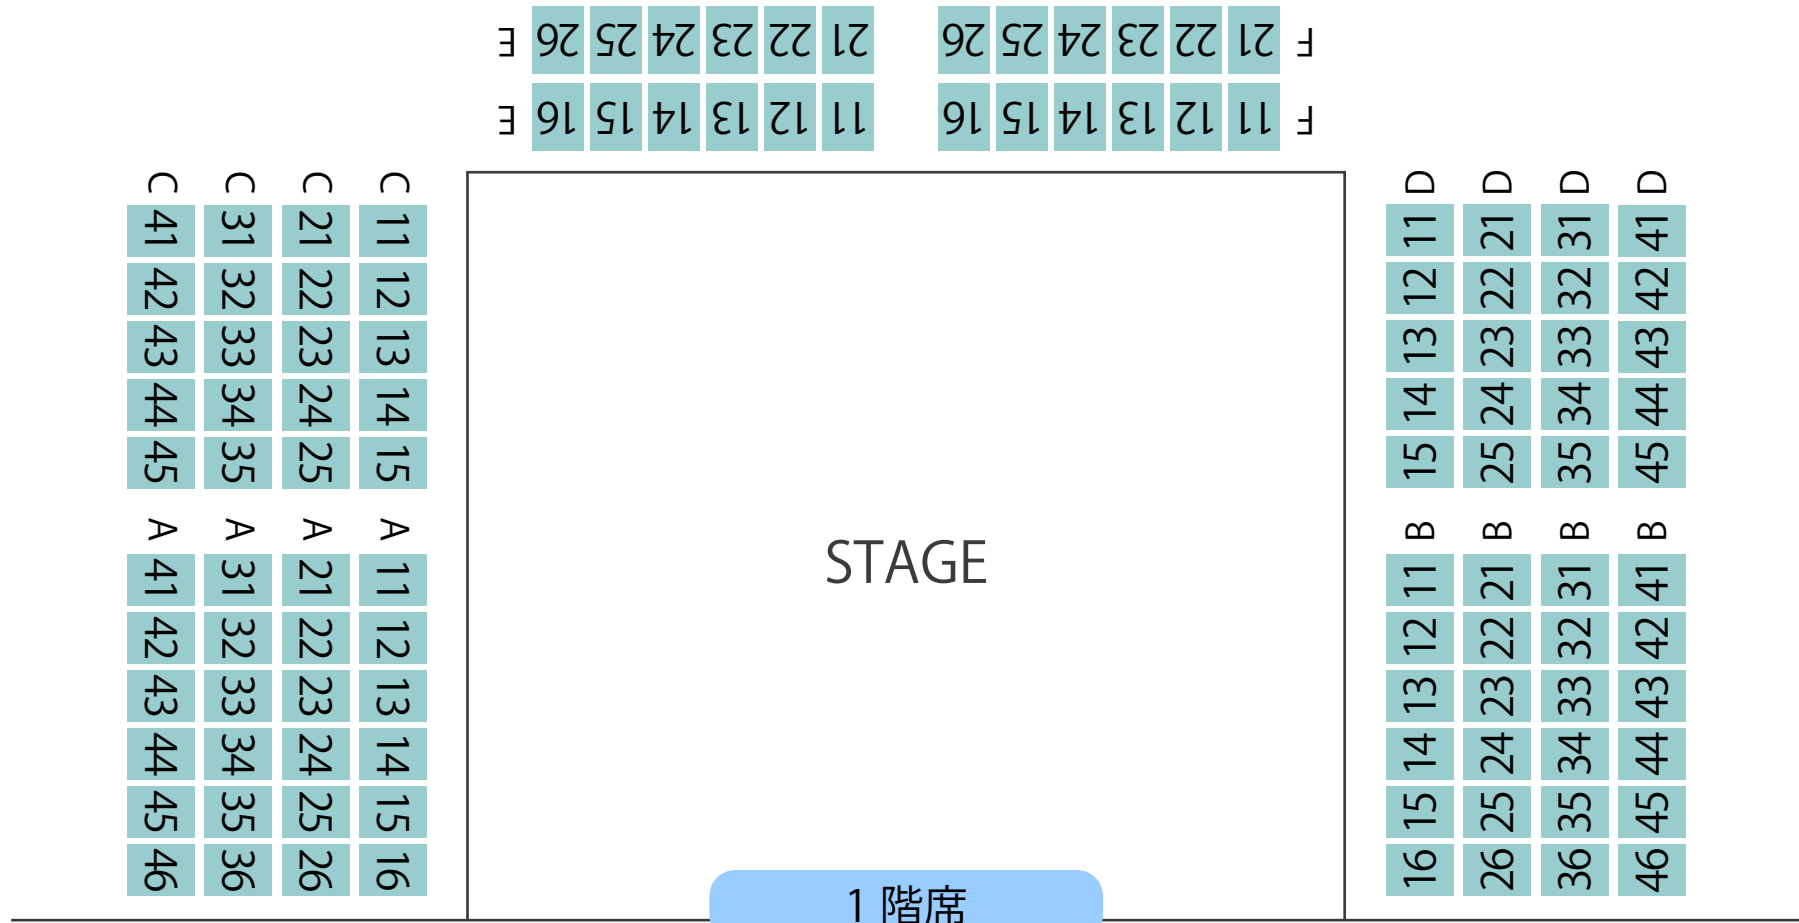 E 26 25 24 23 22 21 26 25 24 23 22 21 F
E 16 15 14 13 12 11 16 15 14 13 12 11 F
C C C C D D D D
41 31 21 11 11 21 31 41
42 32 22 12 12 22 32 42
43 33 23 13 13 23 33 43
44 34 24 14 14 24 34 44
45 35 25 15 15 25 35 45
A A A A B B B B
41 31 21 11 11 21 31 41
42 32 22 12 12 22 32 42
43 33 23 13 13 23 33 43
44 34 24 14 14 24 34 44
45 35 25 15 15 25 35 45
46 36 26 16 16 26 36 46
STAGE
1 階席